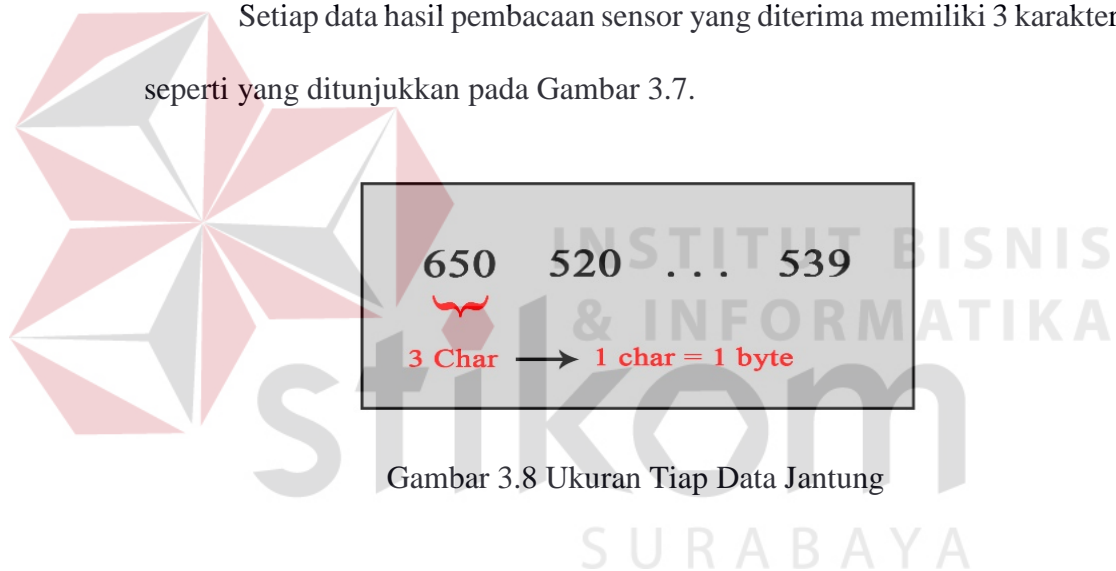 Setiap data hasil pembacaan sensor yang diterima memiliki 3 karakter
seperti yang ditunjukkan pada Gambar 3.7.
INSTITUT BISNIS
& INFORMATIKA
650 520 . . . 539
3 Char → 1 char = 1 byte
stikom
Gambar 3.8 Ukuran Tiap Data Jantung
SURABAYA